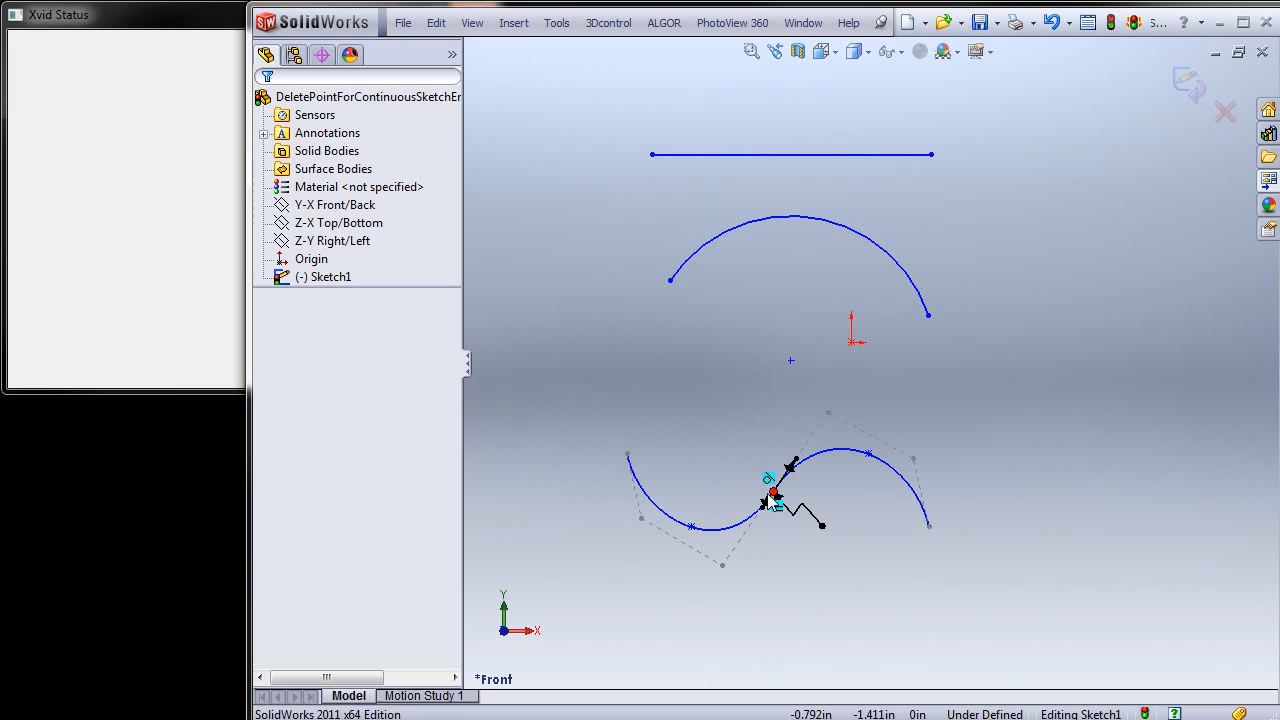 Xvid Status
SW SolidWorks File Edit View Insert Tools 3Dcontrol ALGOR PhotoView 360 Window Help S... ?
DeletePointForContinuousSketchEr
Sensors
A Annotations
Solid Bodies
Surface Bodies
Material <not specified>
Y-X Front/Back
Z-X Top/Bottom
Z-Y Right/Left
Origin
(-) Sketch1
Y
X
*Front
Model Motion Study 1
SolidWorks 2011 x64 Edition -0.792in -1.411in 0in Under Defined Editing Sketch1 ?